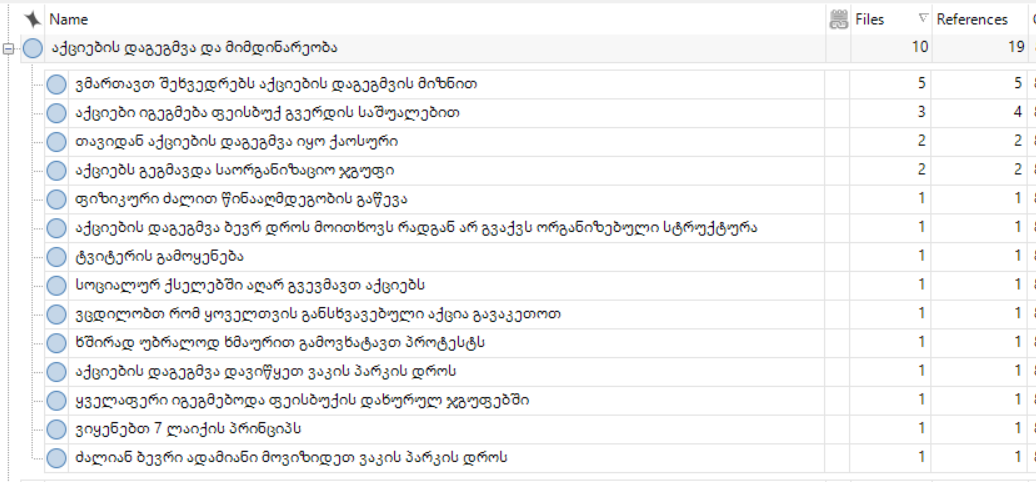 Name Files References
აქციების დაგეგმვა და მიმდინარეობა 10 19
ვმართავთ შეხვედრებს აქციების დაგეგმვის მიზნით 5 5
აქციები იგეგმება ფეისბუქ გვერდის საშუალებით 3 4
თავიდან აქციების დაგეგმვა იყო ქაოსური 2 2
აქციებს გეგმავდა საორგანიზაციო ჯგუფი 2 2
ფიზიკური ძალით წინააღმდეგობის გაწევა 1 1
აქციების დაგეგმვა ბევრ დროს მოითხოვს რადგან არ გვაქვს ორგანიზებული სტრუქტურა 1 1
ტვიტერის გამოყენება 1 1
სოციალურ ქსელებში აღარ გვევმავთ აქციებს 1 1
ვცდილობთ რომ ყოველთვის განსხვავებული აქცია გავაკეთოთ 1 1
ხშირად უბრალოდ ხმაურით გამოვხატავთ პროტესტს 1 1
აქციების დაგეგმვა დავიწყეთ ვაკის პარკის დროს 1 1
ყველაფერი იგეგმებოდა ფეისბუქის დახურულ ჯგუფებში 1 1
ვიყენებთ 7 ლაიქის პრინციპს 1 1
ძალიან ბევრი ადამიანი მოვიზიდეთ ვაკის პარკის დროს 1 1